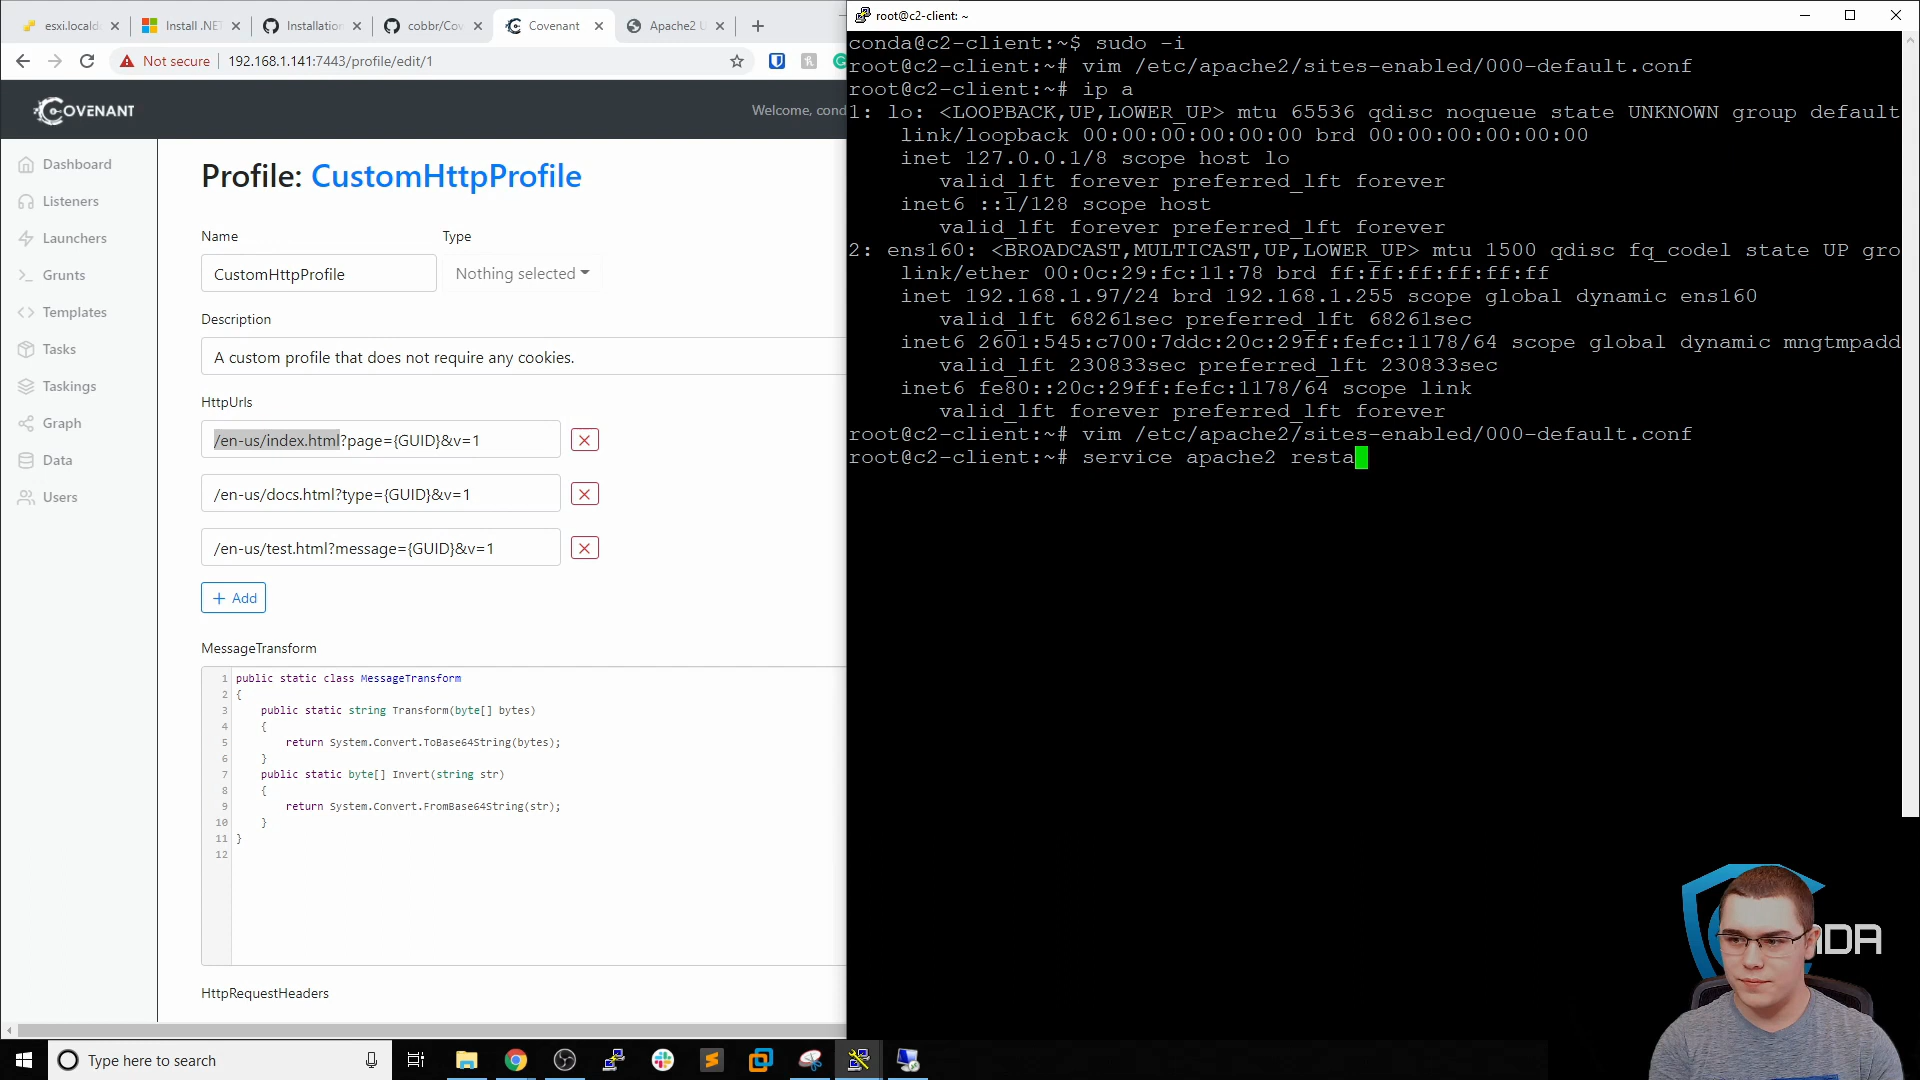 esxi.localda
Install .NET
Installation
cobbr/Cov
Covenant
Apache2 U
Not secure
192.168.1.141:7443/profile/edit/1
COVENANT
Welcome, cond
Dashboard
Listeners
Launchers
Grunts
Templates
Tasks
Taskings
Graph
Data
Users
Profile: CustomHttpProfile
Name
Type
CustomHttpProfile
Nothing selected
Description
A custom profile that does not require any cookies.
HttpUrls
/en-us/index.html?page={GUID}&v=1
/en-us/docs.html?type={GUID}&v=1
/en-us/test.html?message={GUID}&v=1
+ Add
MessageTransform
1 public static class MessageTransform
2 {
3     public static string Transform(byte[] bytes)
4     {
5         return System.Convert.ToBase64String(bytes);
6     }
7     public static byte[] Invert(string str)
8     {
9         return System.Convert.FromBase64String(str);
10     }
11 }
12
HttpRequestHeaders
root@c2-client: ~
conda@c2-client:~$ sudo -i
root@c2-client:~# vim /etc/apache2/sites-enabled/000-default.conf
root@c2-client:~# ip a
1: lo: <LOOPBACK,UP,LOWER_UP> mtu 65536 qdisc noqueue state UNKNOWN group default
    link/loopback 00:00:00:00:00:00 brd 00:00:00:00:00:00
    inet 127.0.0.1/8 scope host lo
       valid_lft forever preferred_lft forever
    inet6 ::1/128 scope host
       valid_lft forever preferred_lft forever
2: ens160: <BROADCAST,MULTICAST,UP,LOWER_UP> mtu 1500 qdisc fq_codel state UP gro
    link/ether 00:0c:29:fc:11:78 brd ff:ff:ff:ff:ff:ff
    inet 192.168.1.97/24 brd 192.168.1.255 scope global dynamic ens160
       valid_lft 68261sec preferred_lft 68261sec
    inet6 2601:545:c700:7ddc:20c:29ff:fefc:1178/64 scope global dynamic mngtmpadd
       valid_lft 230833sec preferred_lft 230833sec
    inet6 fe80::20c:29ff:fefc:1178/64 scope link
       valid_lft forever preferred_lft forever
root@c2-client:~# vim /etc/apache2/sites-enabled/000-default.conf
root@c2-client:~# service apache2 resta
NDA
Type here to search